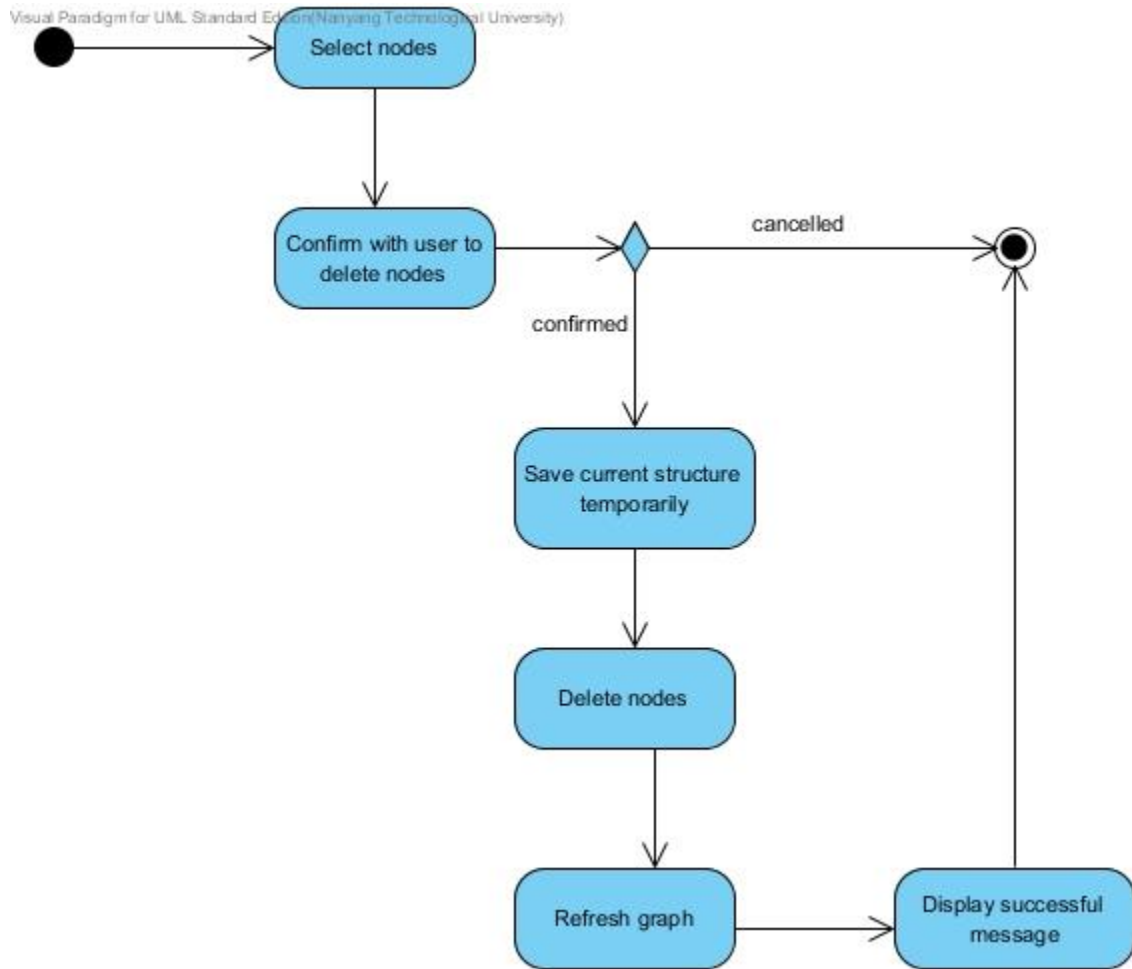 Visual Paradigm for UML Standard Edition(Nanyang Technological University)
Select nodes
Confirm with user to
delete nodes
cancelled
confirmed
Save current structure
temporarily
Delete nodes
Refresh graph
Display successful
message